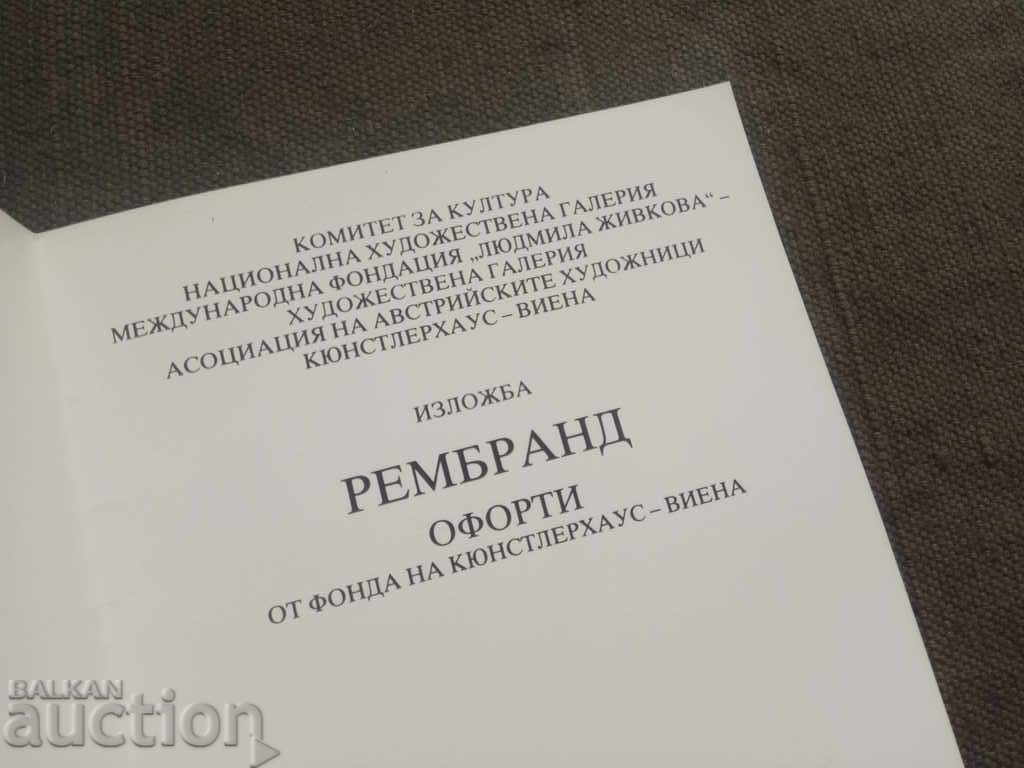 КОМИТЕТ ЗА КУЛТУРА
НАЦИОНАЛНА ХУДОЖЕСТВЕНА ГАЛЕРИЯ
МЕЖДУНАРОДНА ФОНДАЦИЯ „ЛЮДМИЛА ЖИВКОВА“ –
ХУДОЖЕСТВЕНА ГАЛЕРИЯ
АСОЦИАЦИЯ НА АВСТРИЙСКИТЕ ХУДОЖНИЦИ
КЮНСТЛЕРХАУС – ВИЕНА
ИЗЛОЖБА
РЕМБРАНД
ОФОРТИ
ОТ ФОНДА НА КЮНСТЛЕРХАУС – ВИЕНА
BALKAN
auction